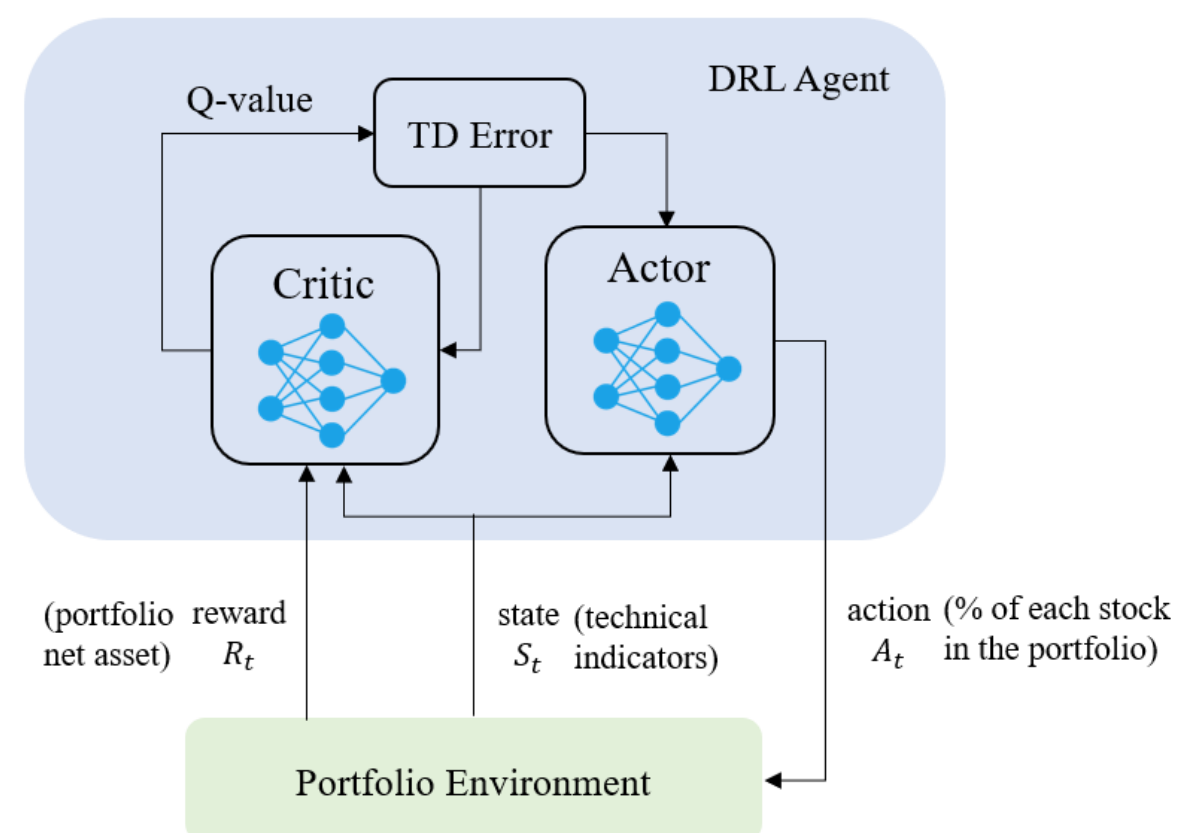 DRL Agent
Q-value
TD Error
Critic
Actor
(portfolio
net asset)
reward
R_t
state
S_t
(technical
indicators)
action
A_t
(% of each stock
in the portfolio)
Portfolio Environment